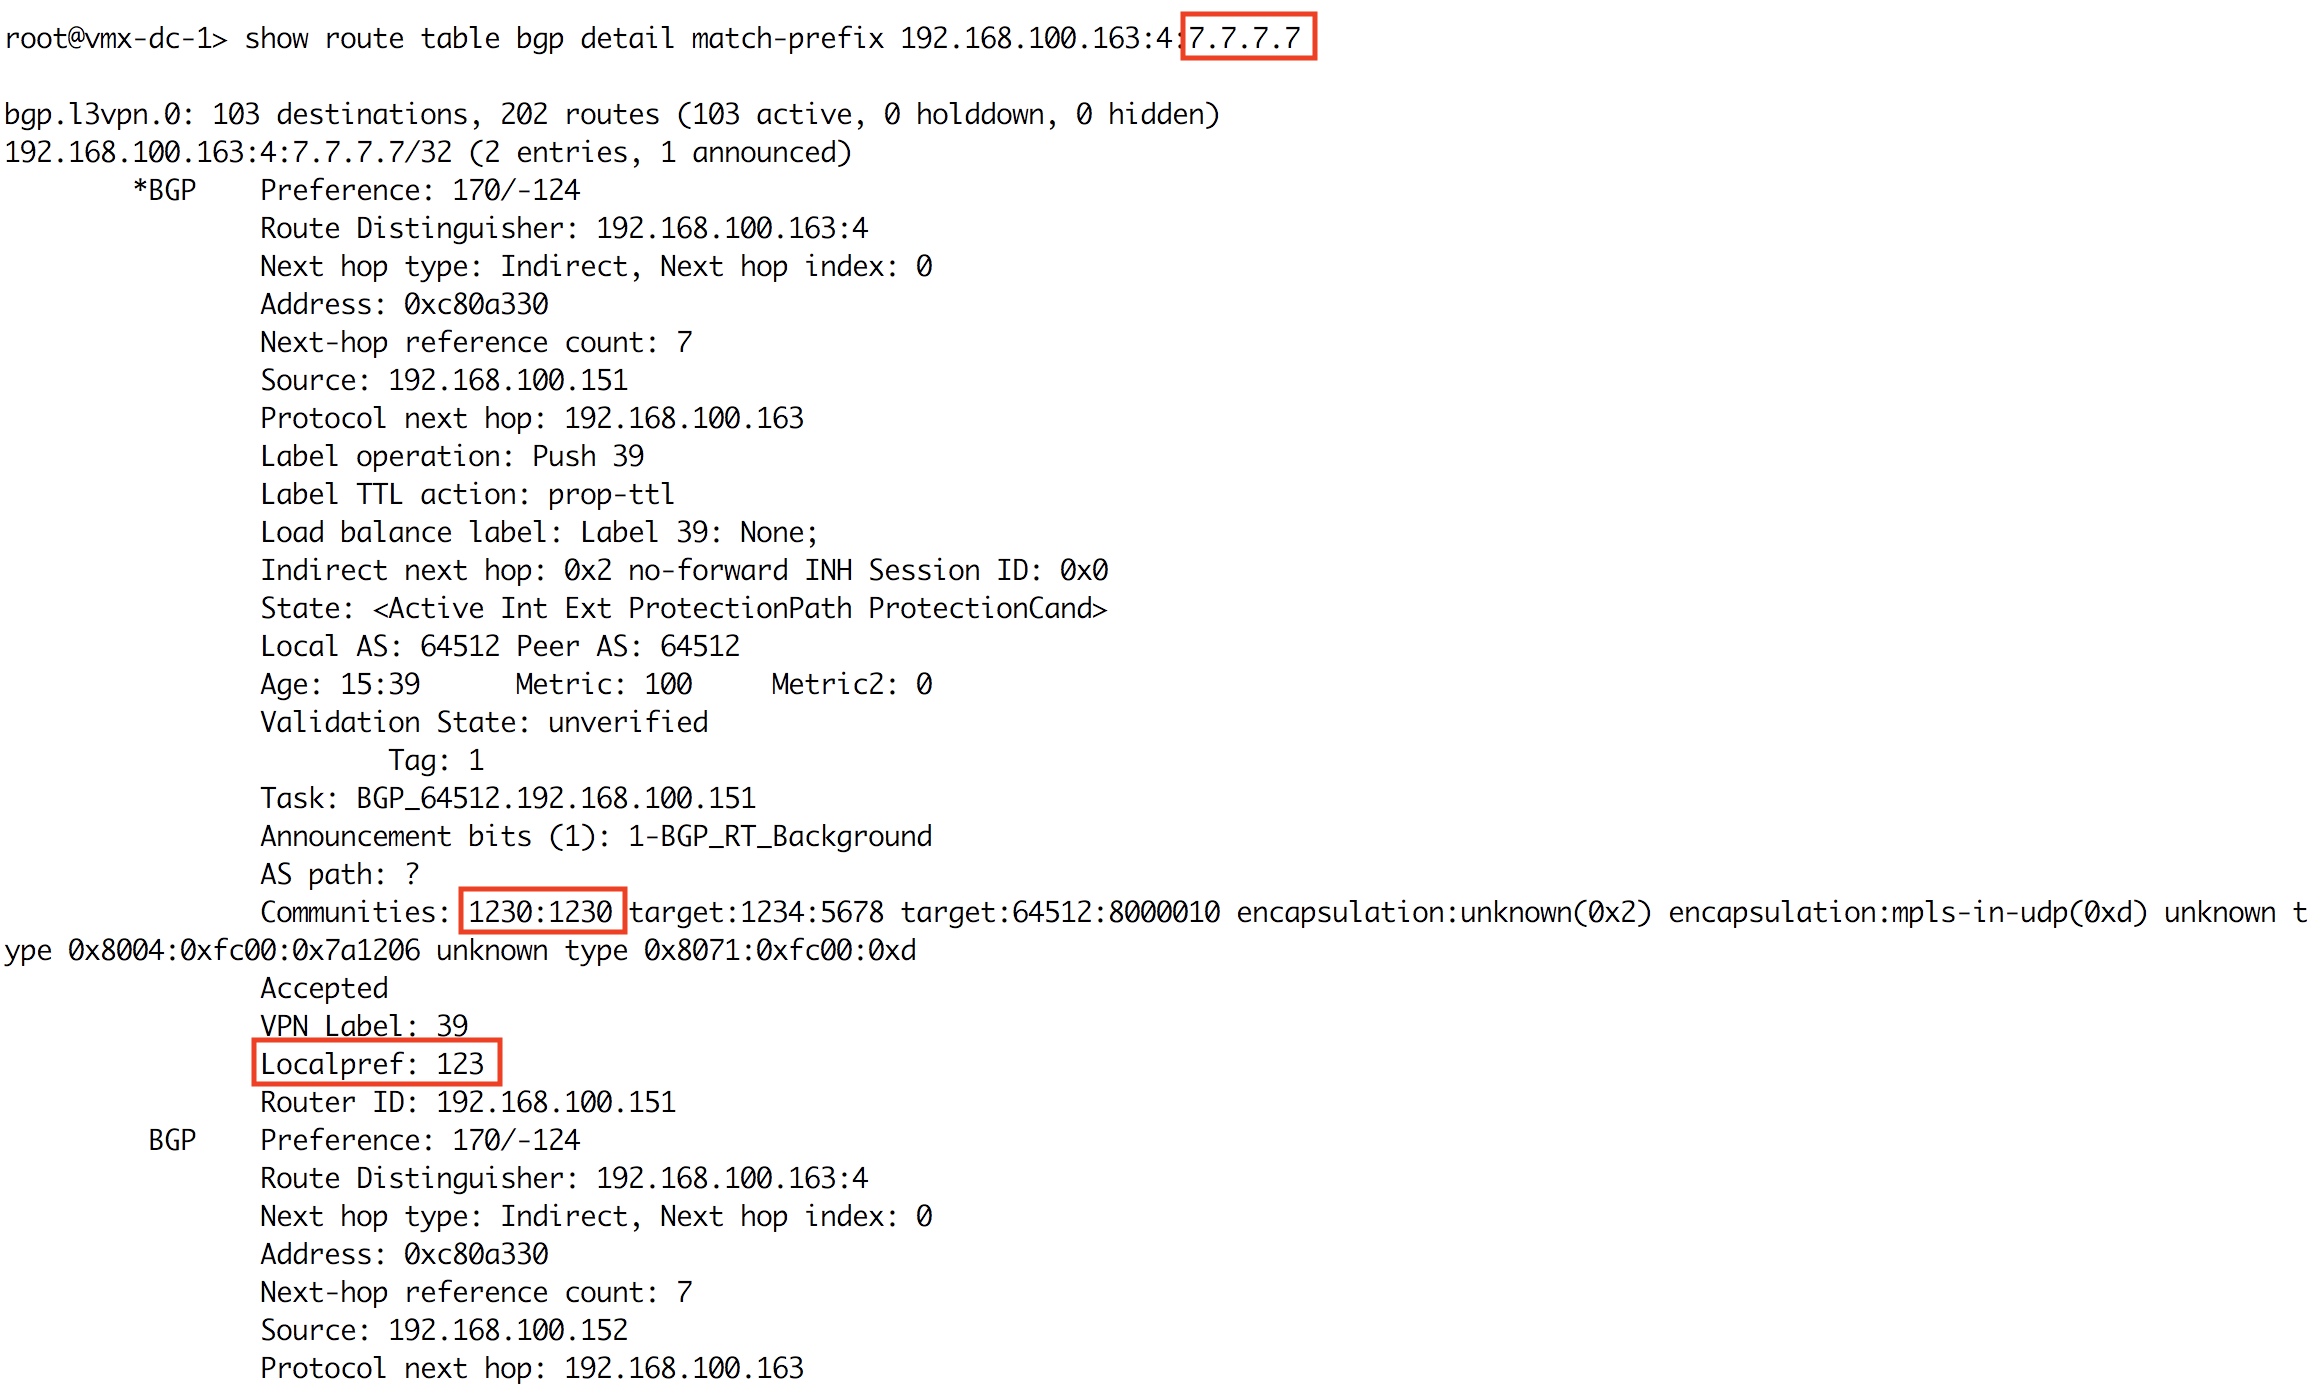 root@vmx-dc-1> show route table bgp detail match-prefix 192.168.100.163:4:7.7.7.7
bgp.l3vpn.0: 103 destinations, 202 routes (103 active, 0 holddown, 0 hidden)
192.168.100.163:4:7.7.7.7/32 (2 entries, 1 announced)
*BGP    Preference: 170/-124
Route Distinguisher: 192.168.100.163:4
Next hop type: Indirect, Next hop index: 0
Address: 0xc80a330
Next-hop reference count: 7
Source: 192.168.100.151
Protocol next hop: 192.168.100.163
Label operation: Push 39
Label TTL action: prop-ttl
Load balance label: Label 39: None;
Indirect next hop: 0x2 no-forward INH Session ID: 0x0
State: <Active Int Ext ProtectionPath ProtectionCand>
Local AS: 64512 Peer AS: 64512
Age: 15:39      Metric: 100     Metric2: 0
Validation State: unverified
Tag: 1
Task: BGP_64512.192.168.100.151
Announcement bits (1): 1-BGP_RT_Background
AS path: ?
Communities: 1230:1230 target:1234:5678 target:64512:8000010 encapsulation:unknown(0x2) encapsulation:mpls-in-udp(0xd) unknown t
ype 0x8004:0xfc00:0x7a1206 unknown type 0x8071:0xfc00:0xd
Accepted
VPN Label: 39
Localpref: 123
Router ID: 192.168.100.151
BGP    Preference: 170/-124
Route Distinguisher: 192.168.100.163:4
Next hop type: Indirect, Next hop index: 0
Address: 0xc80a330
Next-hop reference count: 7
Source: 192.168.100.152
Protocol next hop: 192.168.100.163